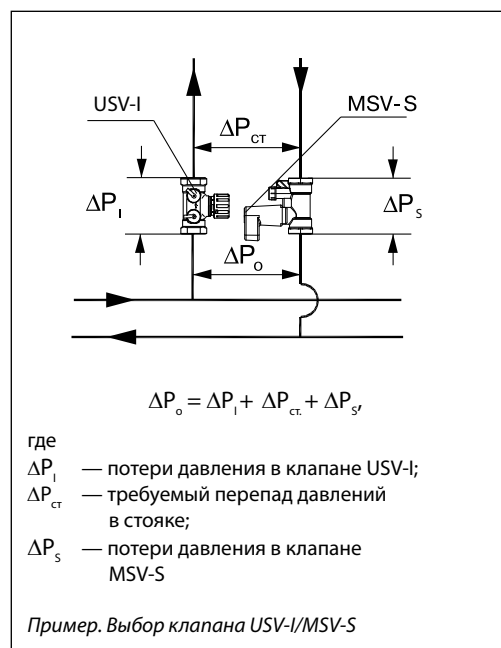 USV-I
MSV-S
ΔPст
ΔPI
ΔPS
ΔPo
ΔPo = ΔPI + ΔPст. + ΔPS,
где
ΔPI — потери давления в клапане USV-I;
ΔPст — требуемый перепад давлений
в стояке;
ΔPS — потери давления в клапане
MSV-S
Пример. Выбор клапана USV-I/MSV-S